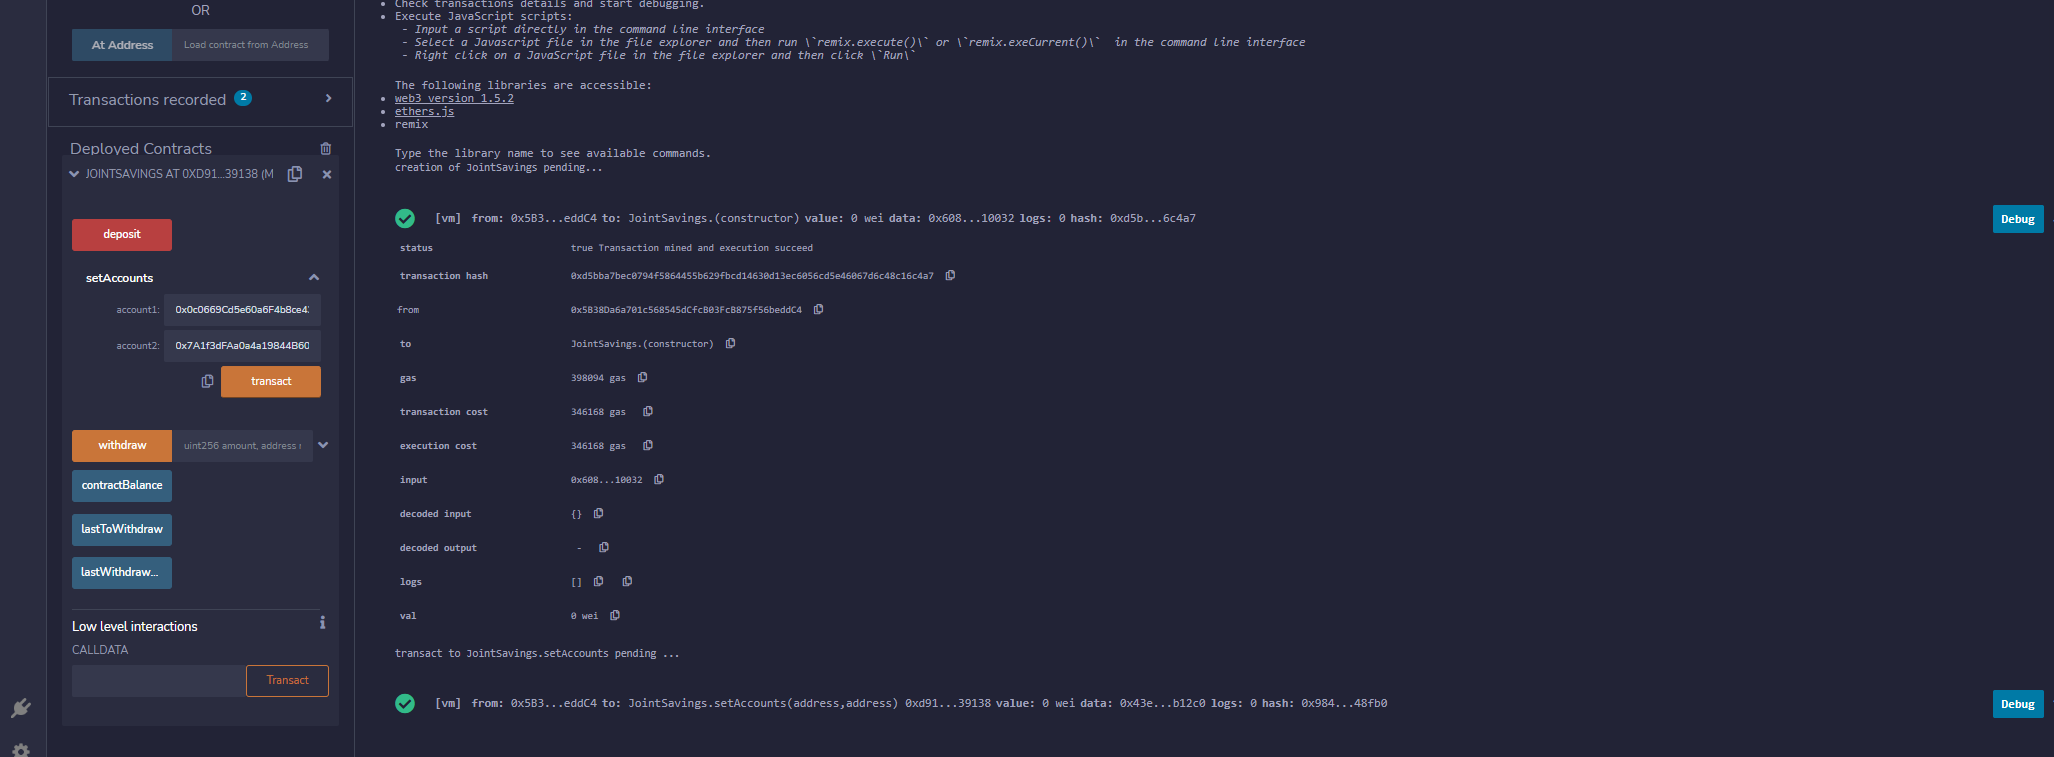 OR
At Address Load contract from Address
Transactions recorded 2
Deployed Contracts
JOINTSAVINGS AT 0XD91...39138 (M
deposit
setAccounts
account1: 0x0c0669Cd5e60a6F4b8ce4
account2: 0x7A1f3dFAa0a4a19844B60
transact
withdraw uint256 amount, address
contractBalance
lastToWithdraw
lastWithdraw...
Low level interactions
CALLDATA
Transact
Check transactions details and start debugging.
Execute JavaScript scripts:
- Input a script directly in the command line interface
- Select a Javascript file in the file explorer and then run \`remix.execute()\` or \`remix.exeCurrent()\` in the command line interface
- Right click on a JavaScript file in the file explorer and then click \`Run\`
The following libraries are accessible:
web3 version 1.5.2
ethers.js
remix
Type the library name to see available commands.
creation of JointSavings pending...
[vm] from: 0x5B3...eddC4 to: JointSavings.(constructor) value: 0 wei data: 0x608...10032 logs: 0 hash: 0xd5b...6c4a7
Debug
status true Transaction mined and execution succeed
transaction hash 0xd5bba7bec0794f5864455b629fbcd14630d13ec6056cd5e46067d6c48c16c4a7
from 0x5B38Da6a701c568545dCfcB03FcB875f56beddC4
to JointSavings.(constructor)
gas 398094 gas
transaction cost 346168 gas
execution cost 346168 gas
input 0x608...10032
decoded input {}
decoded output -
logs []
val 0 wei
transact to JointSavings.setAccounts pending ...
[vm] from: 0x5B3...eddC4 to: JointSavings.setAccounts(address,address) 0xd91...39138 value: 0 wei data: 0x43e...b12c0 logs: 0 hash: 0x984...48fb0
Debug